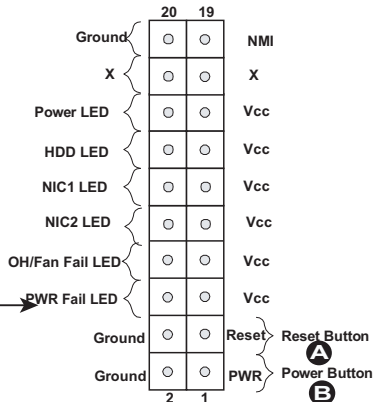 20 19
Ground NMI
X X
Power LED Vcc
HDD LED Vcc
NIC1 LED Vcc
NIC2 LED Vcc
OH/Fan Fail LED Vcc
PWR Fail LED Vcc
Ground Reset Reset Button
A
Ground PWR Power Button
B
2 1